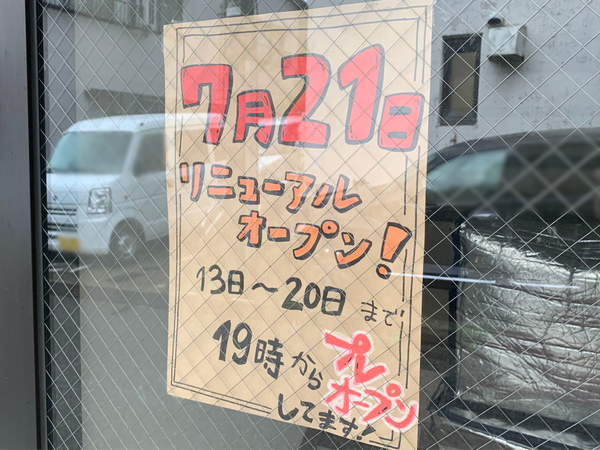 7月21日
リニューアル
オープン!
13日〜20日まで
19時から
プレ
オープン
してます!